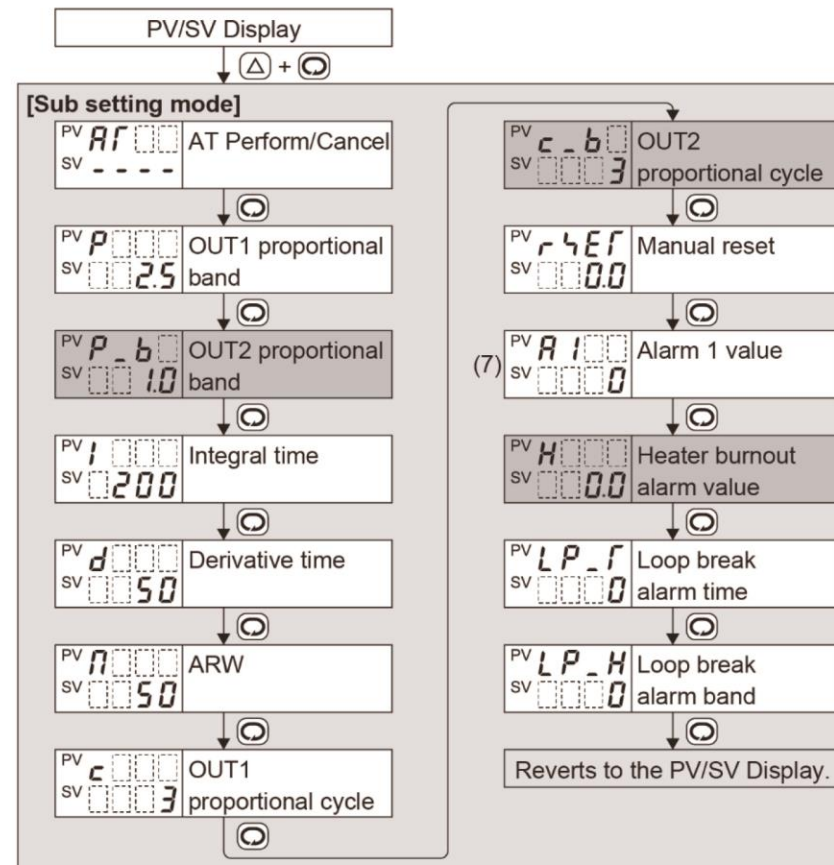 PV/SV Display
△ + 
[Sub setting mode]
PV AT AT Perform/Cancel
SV - - - -
PV P OUT1 proportional
SV 2.5 band
PV P_b OUT2 proportional
SV 1.0 band
PV I Integral time
SV 200
PV d Derivative time
SV 50
PV A ARW
SV 50
PV c OUT1
SV 3 proportional cycle
PV c_b OUT2
SV 3 proportional cycle
PV rSET Manual reset
SV 0.0
PV A1 Alarm 1 value
(7) SV 0
PV H Heater burnout
SV 0.0 alarm value
PV LP_T Loop break
SV 0 alarm time
PV LP_H Loop break
SV 0 alarm band
Reverts to the PV/SV Display.